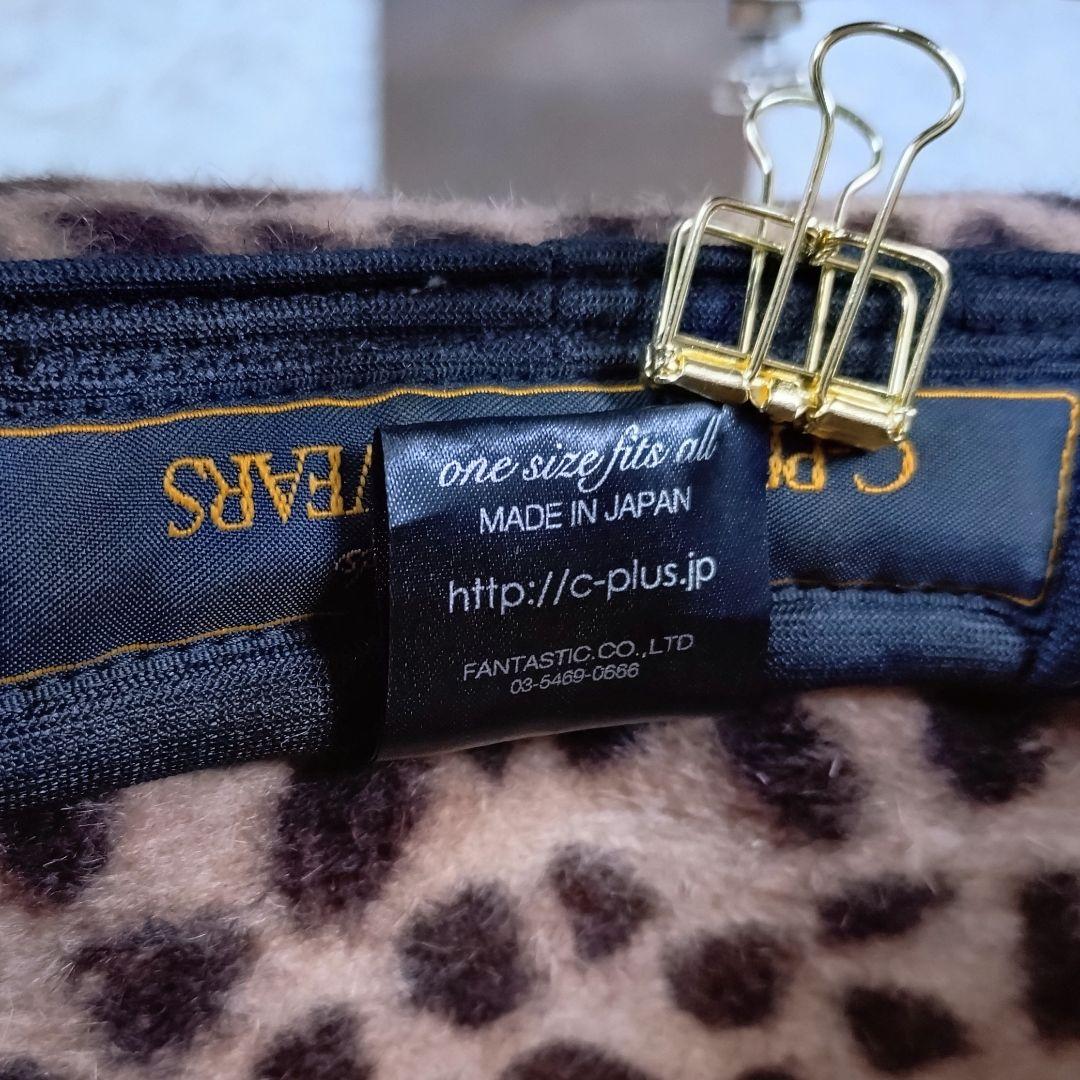 one size fits all
MADE IN JAPAN
http://c-plus.jp
FANTASTIC.CO.,LTD
03-5469-0666